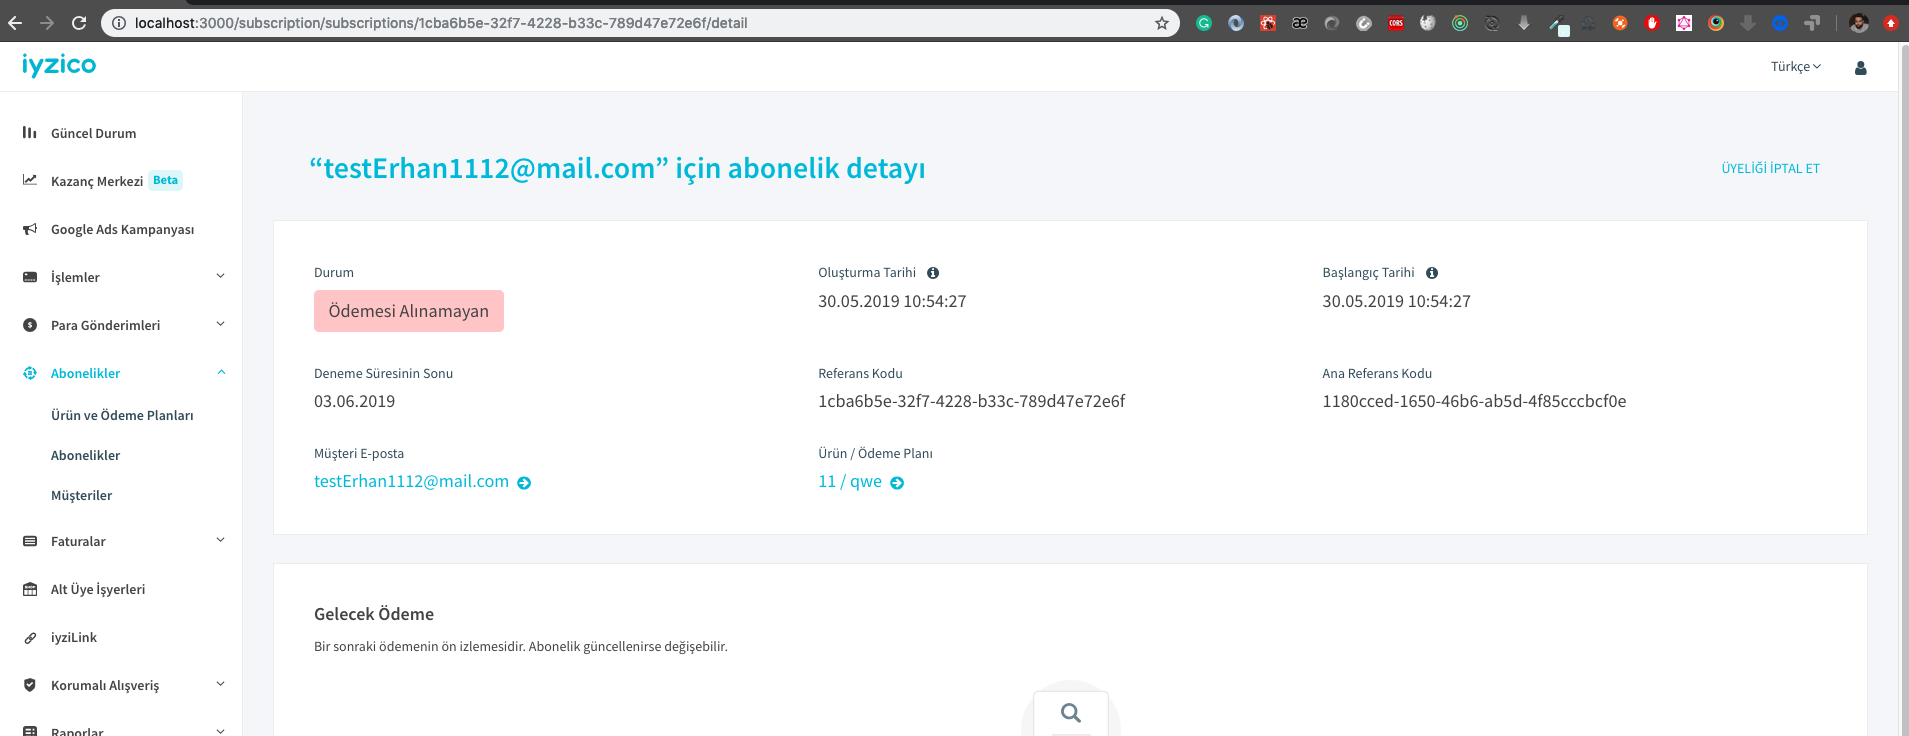 localhost:3000/subscription/subscriptions/1cba6b5e-32f7-4228-b33c-789d47e72e6f/detail
CORS
iyzico
Türkçe
Güncel Durum
Kazanç Merkezi Beta
Google Ads Kampanyası
İşlemler
Para Gönderimleri
Abonelikler
Ürün ve Ödeme Planları
Abonelikler
Müşteriler
Faturalar
Alt Üye İşyerleri
iyziLink
Korumalı Alışveriş
Raporlar
“testErhan1112@mail.com” için abonelik detayı
ÜYELİĞİ İPTAL ET
Durum
Ödemesi Alınamayan
Oluşturma Tarihi
30.05.2019 10:54:27
Başlangıç Tarihi
30.05.2019 10:54:27
Deneme Süresinin Sonu
03.06.2019
Referans Kodu
1cba6b5e-32f7-4228-b33c-789d47e72e6f
Ana Referans Kodu
1180cced-1650-46b6-ab5d-4f85cccbcf0e
Müşteri E-posta
testErhan1112@mail.com
Ürün / Ödeme Planı
11 / qwe
Gelecek Ödeme
Bir sonraki ödemenin ön izlemesidir. Abonelik güncellenirse değişebilir.